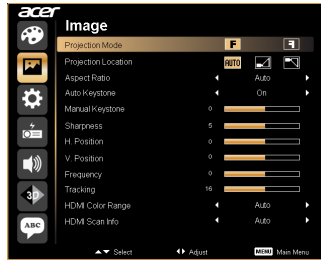 acer
Image
Projection Mode F F
Projection Location AUTO
Aspect Ratio Auto
Auto Keystone On
Manual Keystone 0
Sharpness 5
H. Position 0
V. Position 0
Frequency 0
Tracking 16
HDMI Color Range Auto
HDMI Scan Info Auto
3D
ABC
Select Adjust MENU Main Menu